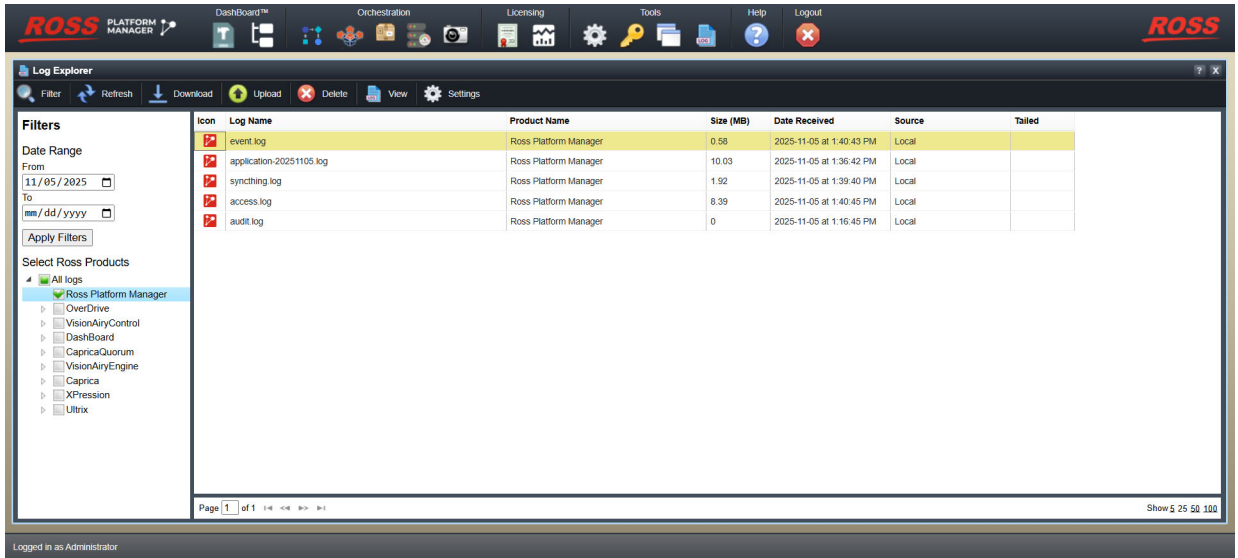 ROSS PLATFORM MANAGER
DashBoard™ Orchestration Licensing Tools Help Logout
LOG
ROSS
Log Explorer ? X
Filter Refresh Download Upload Delete View Settings
Filters
Date Range
From
11/05/2025
To
mm/dd/yyyy
Apply Filters
Select Ross Products
All logs
Ross Platform Manager
OverDrive
VisionAiryControl
DashBoard
CapricaQuorum
VisionAiryEngine
Caprica
XPression
Ultrix
Icon Log Name Product Name Size (MB) Date Received Source Tailed
event.log Ross Platform Manager 0.58 2025-11-05 at 1:40:43 PM Local
application-20251105.log Ross Platform Manager 10.03 2025-11-05 at 1:36:42 PM Local
syncthing.log Ross Platform Manager 1.92 2025-11-05 at 1:39:40 PM Local
access.log Ross Platform Manager 8.39 2025-11-05 at 1:40:45 PM Local
audit.log Ross Platform Manager 0 2025-11-05 at 1:16:45 PM Local
Page 1 of 1 Show 5 25 50 100
Logged in as Administrator